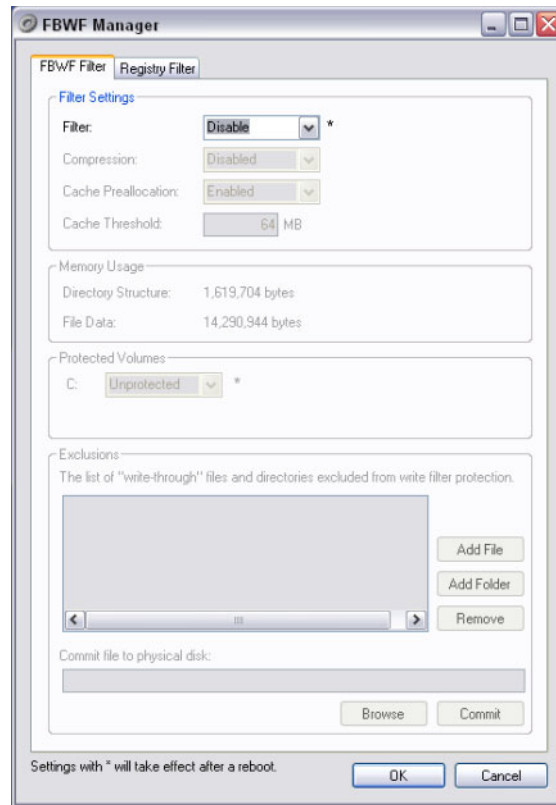 FBWF Manager
FBWF Filter Registry Filter
Filter Settings
Filter: Disable *
Compression: Disabled
Cache Preallocation: Enabled
Cache Threshold: 64 MB
Memory Usage
Directory Structure: 1,619,704 bytes
File Data: 14,290,944 bytes
Protected Volumes
C: Unprotected *
Exclusions
The list of "write-through" files and directories excluded from write filter protection.
Add File
Add Folder
Remove
Commit file to physical disk:
Browse Commit
Settings with * will take effect after a reboot.
OK Cancel